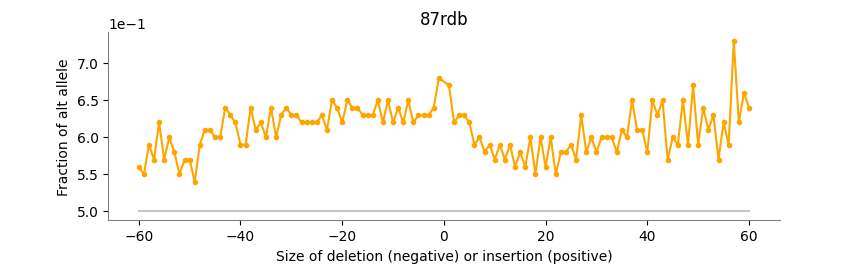 87rdb
1e−1
Fraction of alt allele
7.0
6.5
6.0
5.5
5.0
−60 −40 −20 0 20 40 60
Size of deletion (negative) or insertion (positive)